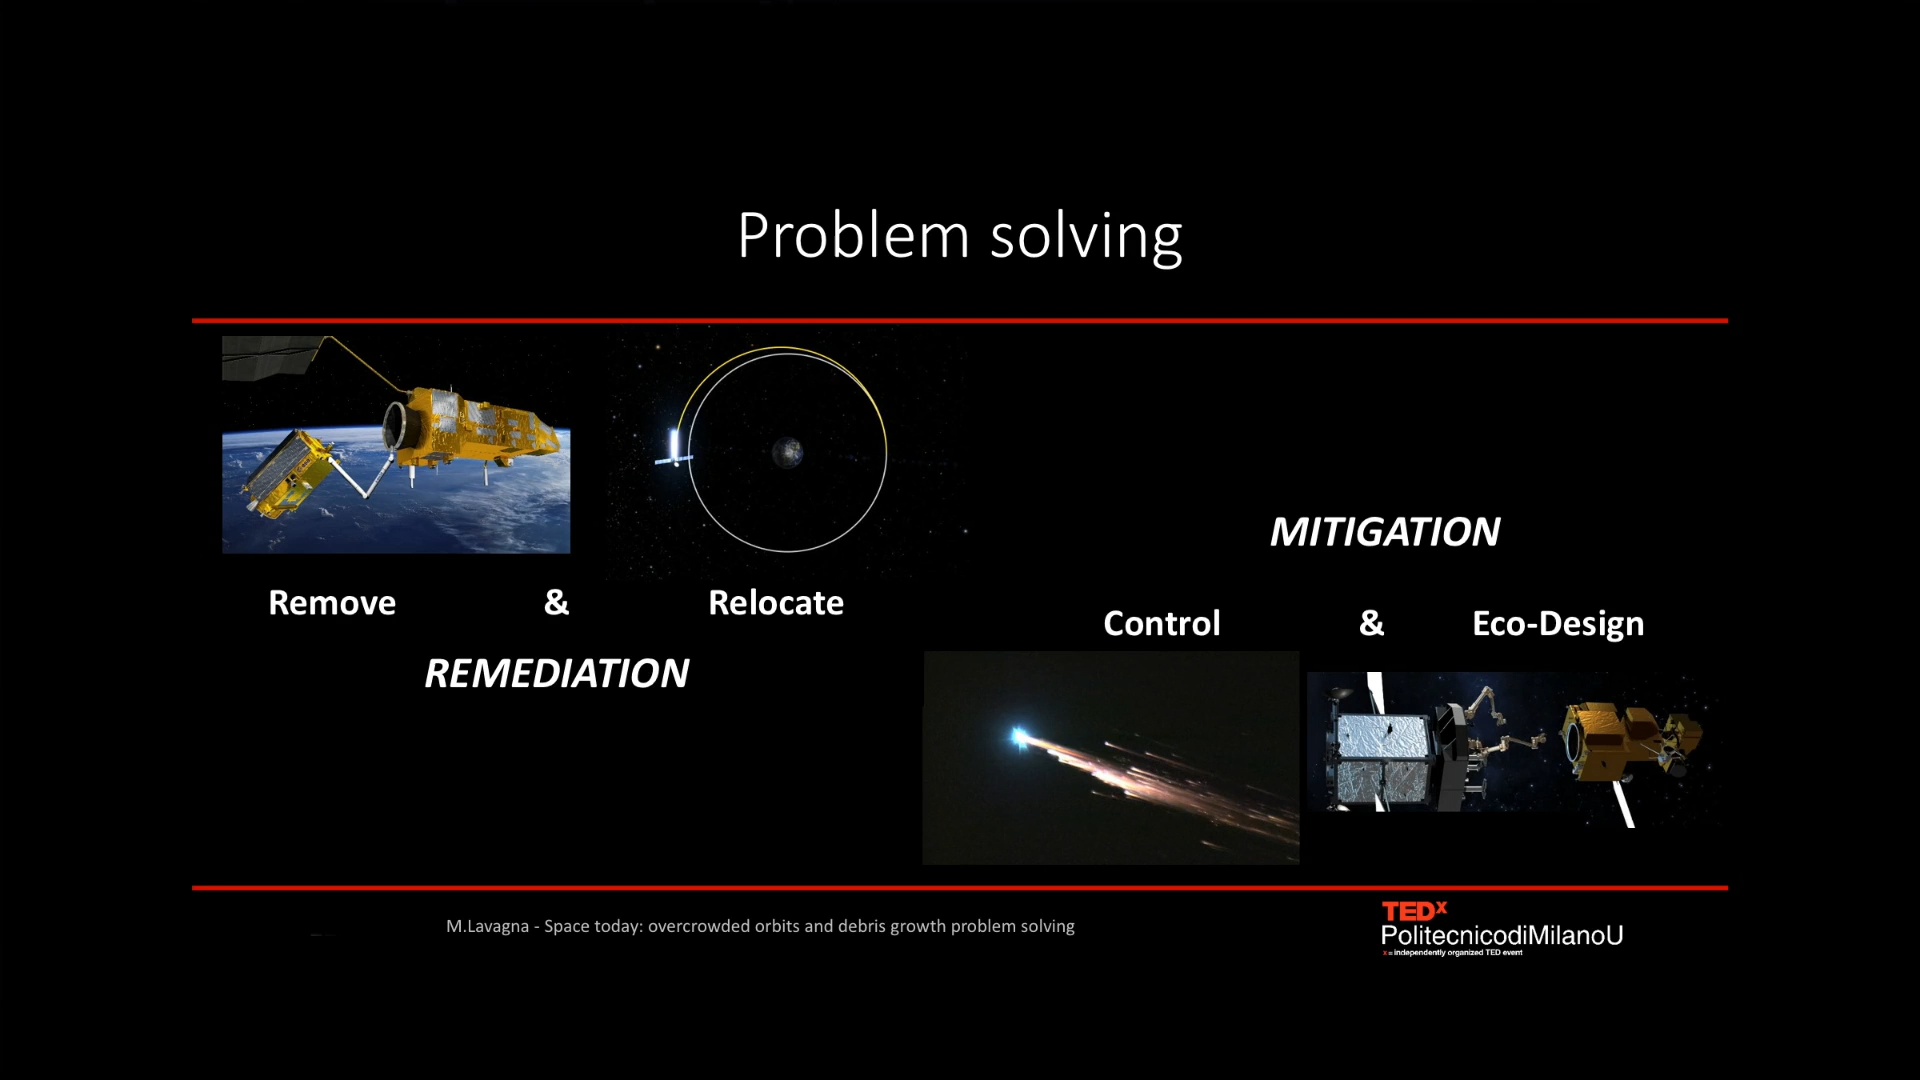 Problem solving
Remove & Relocate
REMEDIATION
MITIGATION
Control & Eco-Design
M.Lavagna - Space today: overcrowded orbits and debris growth problem solving
TEDx
PolitecnicodiMilanoU
x = independently organized TED event